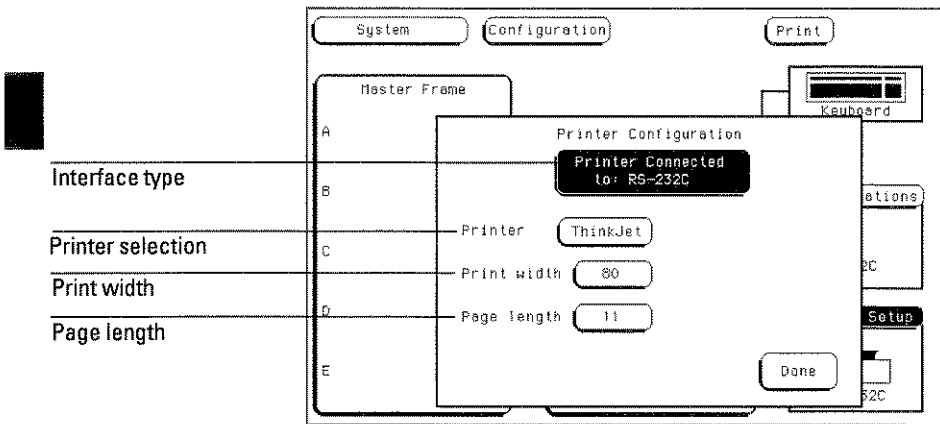 System Configuration Print
Master Frame
Keyboard
A
Printer Configuration
Printer Connected
to: RS-232C
Interface type
B
ations
Printer ThinkJet
Printer selection
C
2C
Print width 80
Print width
D
Page length 11
Setup
Page length
E
Done
32C